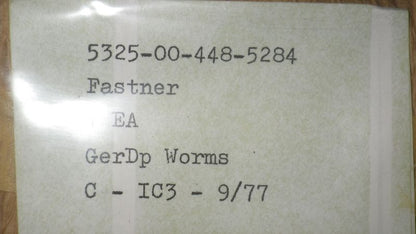 5325-00-448-5284
Fastner
EA
GerDp Worms
C - IC3 - 9/77